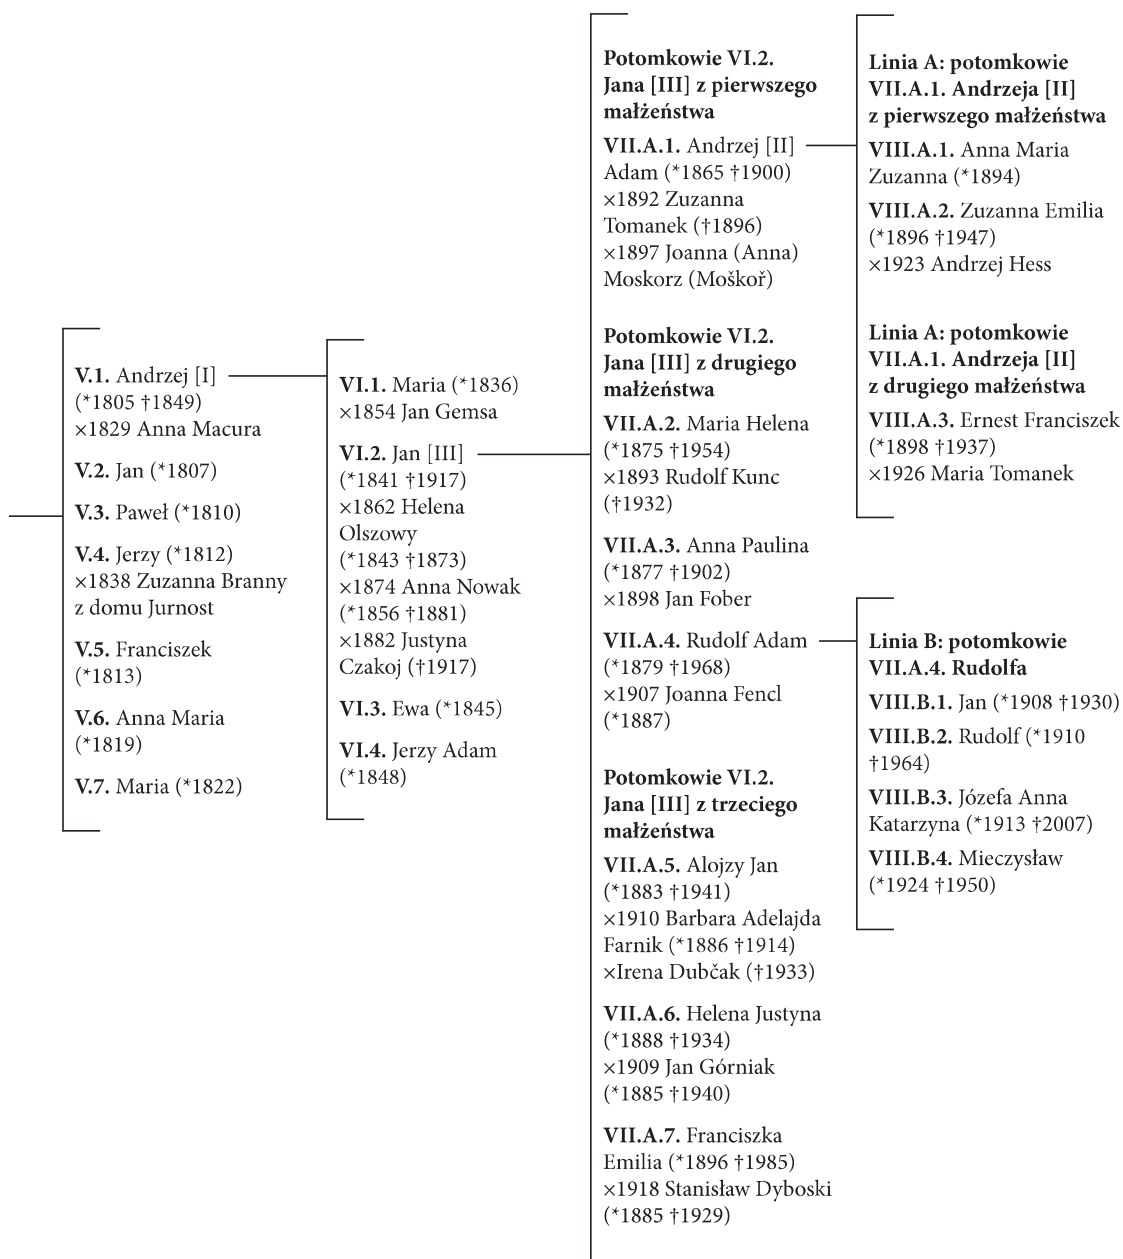 V.1. Andrzej [I]
(*1805 †1849)
×1829 Anna Macura
V.2. Jan (*1807)
V.3. Paweł (*1810)
V.4. Jerzy (*1812)
×1838 Zuzanna Branny
z domu Jurnost
V.5. Franciszek
(*1813)
V.6. Anna Maria
(*1819)
V.7. Maria (*1822)
VI.1. Maria (*1836)
×1854 Jan Gemsa
VI.2. Jan [III]
(*1841 †1917)
×1862 Helena
Olszowy
(*1843 †1873)
×1874 Anna Nowak
(*1856 †1881)
×1882 Justyna
Czakoj (†1917)
VI.3. Ewa (*1845)
VI.4. Jerzy Adam
(*1848)
Potomkowie VI.2.
Jana [III] z pierwszego
małżeństwa
VII.A.1. Andrzej [II]
Adam (*1865 †1900)
×1892 Zuzanna
Tomanek (†1896)
×1897 Joanna (Anna)
Moskorz (Moškoř)
Potomkowie VI.2.
Jana [III] z drugiego
małżeństwa
VII.A.2. Maria Helena
(*1875 †1954)
×1893 Rudolf Kunc
(†1932)
VII.A.3. Anna Paulina
(*1877 †1902)
×1898 Jan Fober
VII.A.4. Rudolf Adam
(*1879 †1968)
×1907 Joanna Fencl
(*1887)
Potomkowie VI.2.
Jana [III] z trzeciego
małżeństwa
VII.A.5. Alojzy Jan
(*1883 †1941)
×1910 Barbara Adelajda
Farnik (*1886 †1914)
×Irena Dubčak (†1933)
VII.A.6. Helena Justyna
(*1888 †1934)
×1909 Jan Górniak
(*1885 †1940)
VII.A.7. Franciszka
Emilia (*1896 †1985)
×1918 Stanisław Dyboski
(*1885 †1929)
Linia A: potomkowie
VII.A.1. Andrzeja [II]
z pierwszego małżeństwa
VIII.A.1. Anna Maria
Zuzanna (*1894)
VIII.A.2. Zuzanna Emilia
(*1896 †1947)
×1923 Andrzej Hess
Linia A: potomkowie
VII.A.1. Andrzeja [II]
z drugiego małżeństwa
VIII.A.3. Ernest Franciszek
(*1898 †1937)
×1926 Maria Tomanek
Linia B: potomkowie
VII.A.4. Rudolfa
VIII.B.1. Jan (*1908 †1930)
VIII.B.2. Rudolf (*1910
†1964)
VIII.B.3. Józefa Anna
Katarzyna (*1913 †2007)
VIII.B.4. Mieczysław
(*1924 †1950)